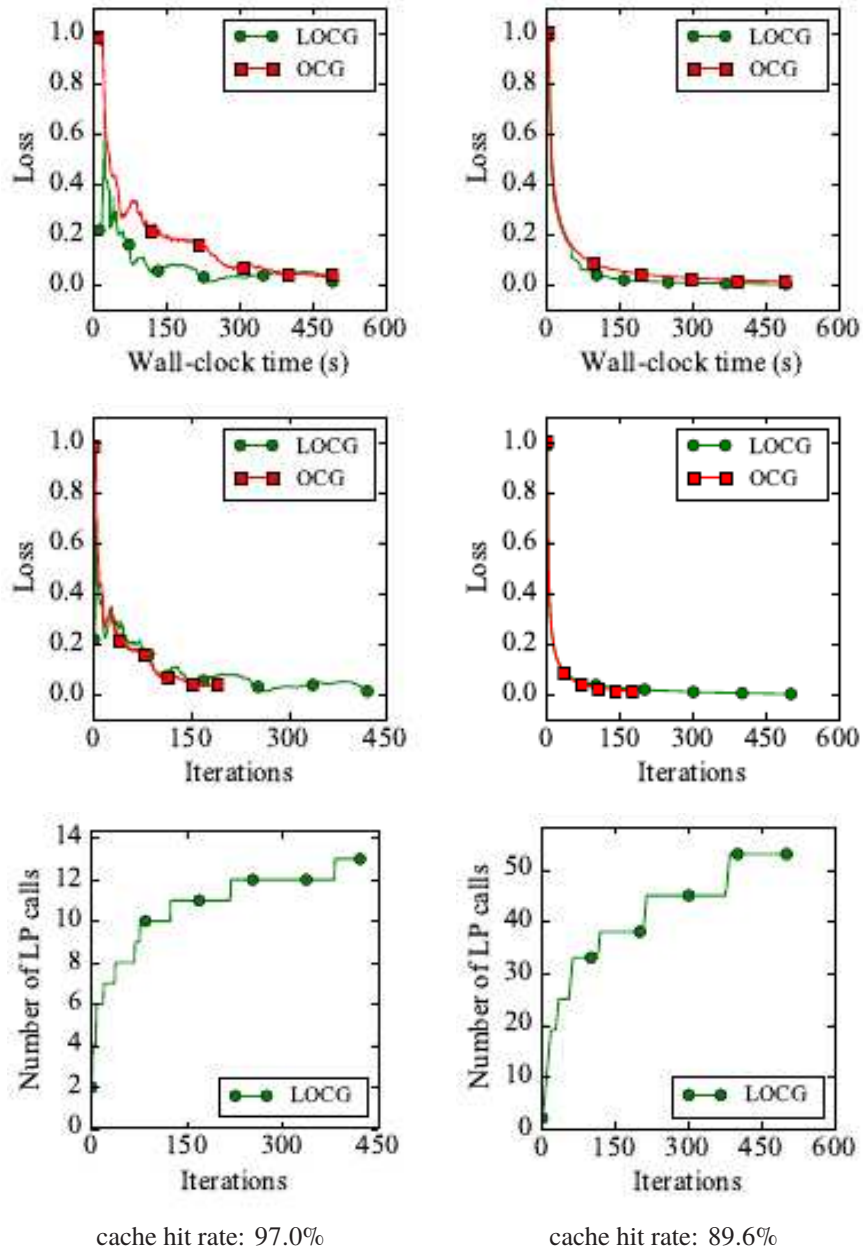 1.0
0.8
0.6
0.4
0.2
0.0
Loss
LOCG
OCG
0 150 300 450 600
Wall-clock time (s)
1.0
0.8
0.6
0.4
0.2
0.0
Loss
LOCG
OCG
0 150 300 450 600
Wall-clock time (s)
1.0
0.8
0.6
0.4
0.2
0.0
Loss
LOCG
OCG
0 150 300 450
Iterations
1.0
0.8
0.6
0.4
0.2
0.0
Loss
LOCG
OCG
0 150 300 450 600
Iterations
14
12
10
8
6
4
2
0
Number of LP calls
LOCG
0 150 300 450
Iterations
50
40
30
20
10
0
Number of LP calls
LOCG
0 150 300 450 600
Iterations
cache hit rate: 97.0%
cache hit rate: 89.6%